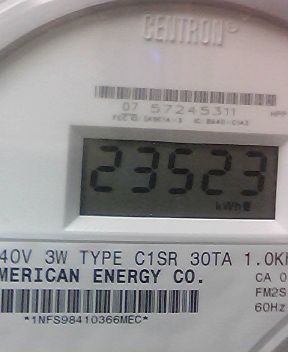 CENTRON®
07 57245311
23523
kWh
40V 3W TYPE C1SR 30TA 1.0K
MERICAN ENERGY CO.
CA 0
FM2S
60Hz
*1NFS98410366MEC*